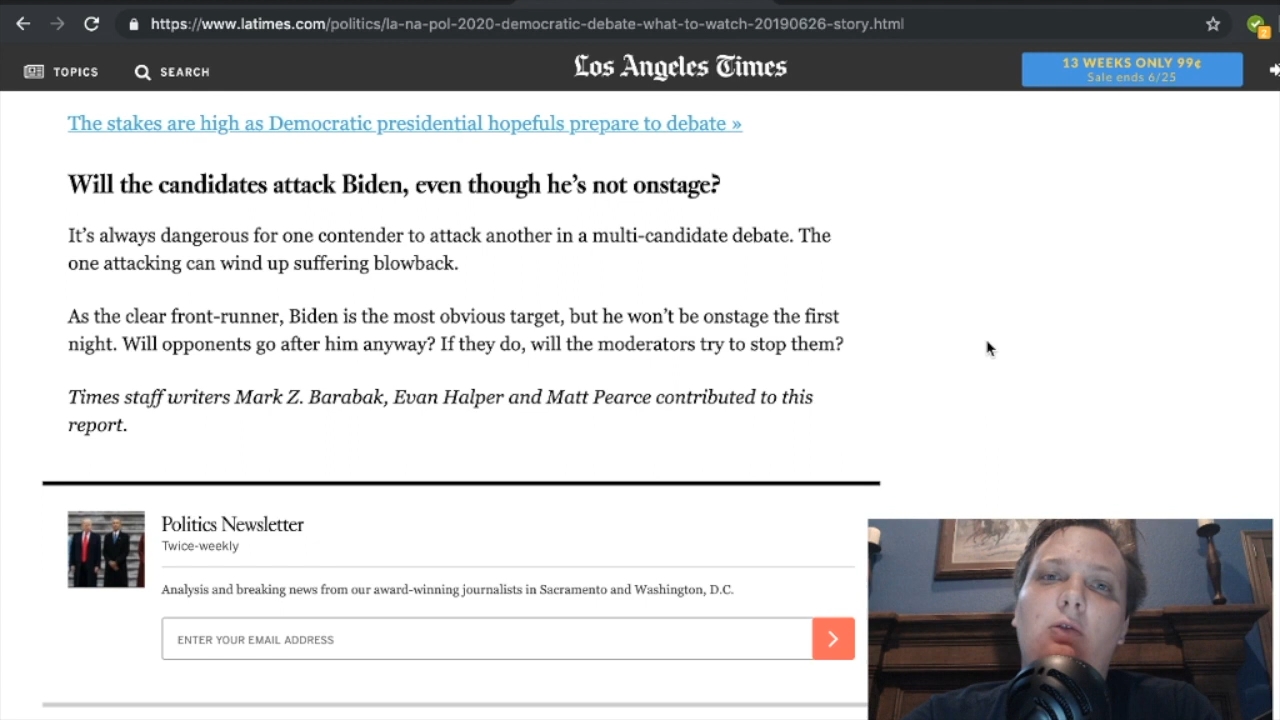 https://www.latimes.com/politics/la-na-pol-2020-democratic-debate-what-to-watch-20190626-story.html
2
TOPICS
SEARCH
Los Angeles Times
13 WEEKS ONLY 99¢
Sale ends 6/25
The stakes are high as Democratic presidential hopefuls prepare to debate »
Will the candidates attack Biden, even though he's not onstage?
It's always dangerous for one contender to attack another in a multi-candidate debate. The
one attacking can wind up suffering blowback.
As the clear front-runner, Biden is the most obvious target, but he won't be onstage the first
night. Will opponents go after him anyway? If they do, will the moderators try to stop them?
Times staff writers Mark Z. Barabak, Evan Halper and Matt Pearce contributed to this
report.
Politics Newsletter
Twice-weekly
Analysis and breaking news from our award-winning journalists in Sacramento and Washington, D.C.
ENTER YOUR EMAIL ADDRESS